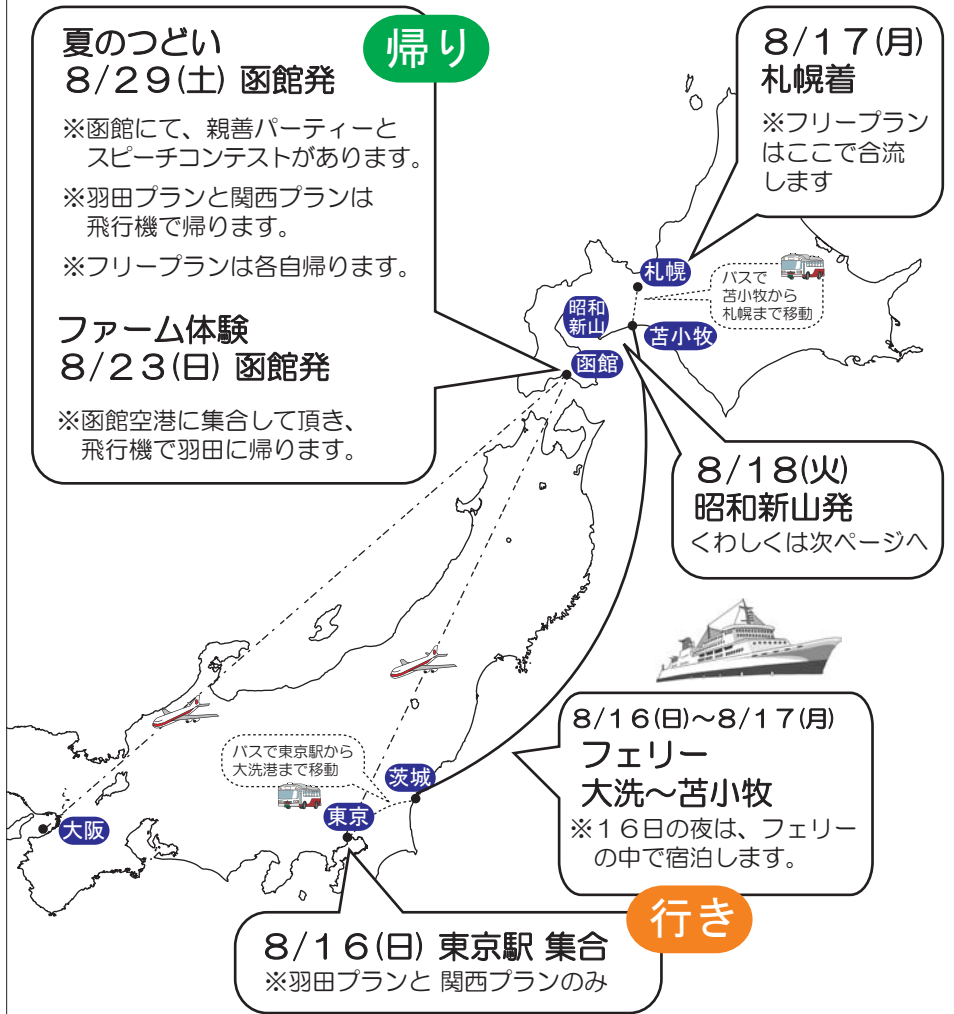 帰り
夏のつどい
８/２９(土) 函館発
※函館にて、親善パーティーと
スピーチコンテストがあります。
※羽田プランと関西プランは
飛行機で帰ります。
※フリープランは各自帰ります。
ファーム体験
８/２３(日) 函館発
※函館空港に集合して頂き、
飛行機で羽田に帰ります。
８/１７(月)
札幌着
※フリープラン
はここで合流
します
札幌
バスで
苫小牧から
札幌まで移動
昭和
新山
苫小牧
函館
８/１８(火)
昭和新山発
くわしくは次ページへ
８/１６(日)～８/１７(月)
フェリー
大洗～苫小牧
※１６日の夜は、フェリー
の中で宿泊します。
バスで東京駅から
大洗港まで移動
茨城
東京
大阪
行き
８/１６(日) 東京駅 集合
※羽田プランと 関西プランのみ